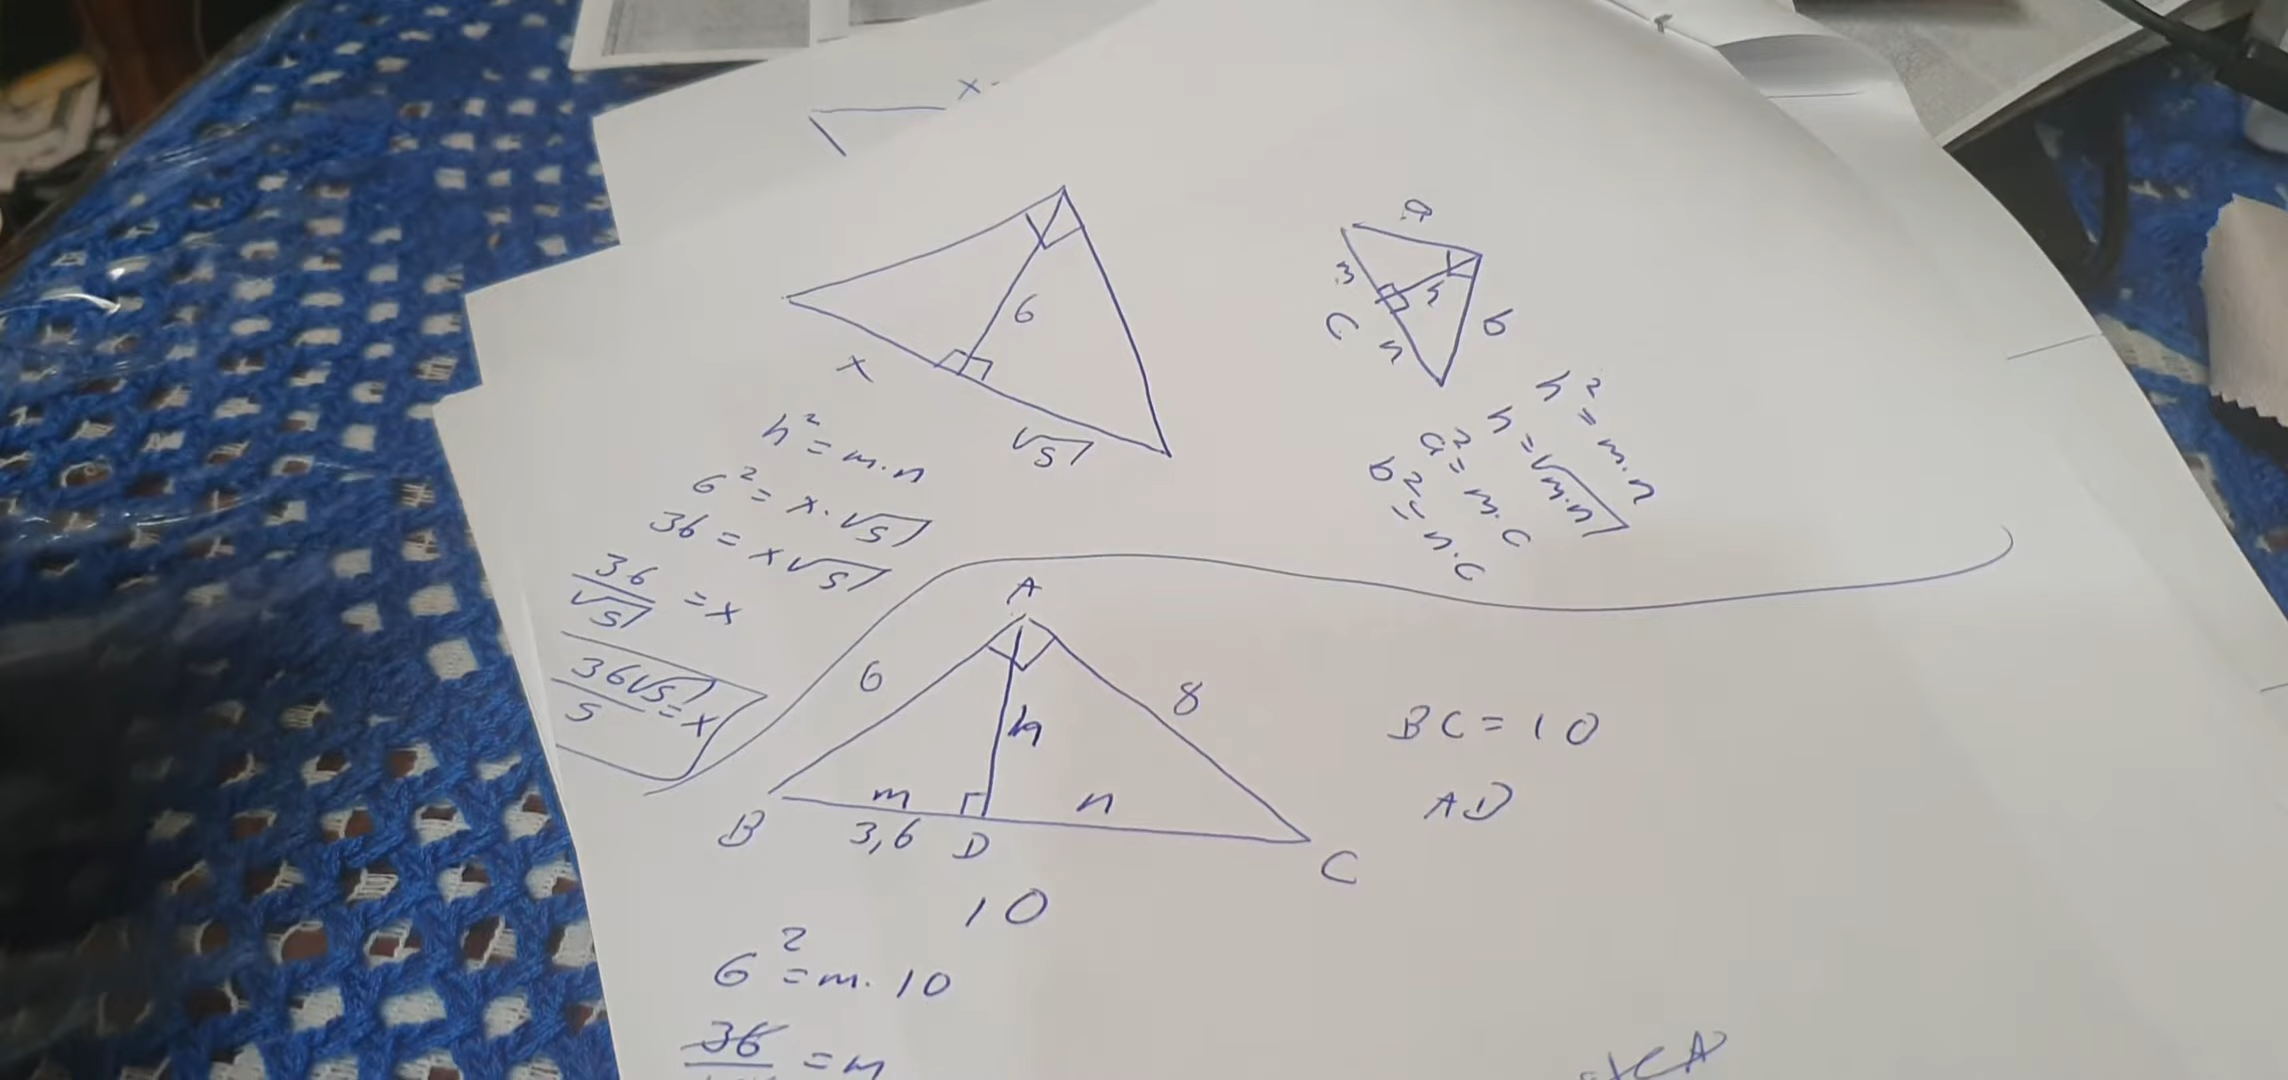 x
6
x
√5
h² = m.n
6² = x.√5
36 = x√5
36/√5 = x
36√5/5 = x
a
m
h
b
c
n
h² = m.n
h = √m.n
a² = m.c
b² = n.c
A
6
8
h
m
n
B
3,6
D
C
10
BC = 10
AD
6² = m.10
36
= m